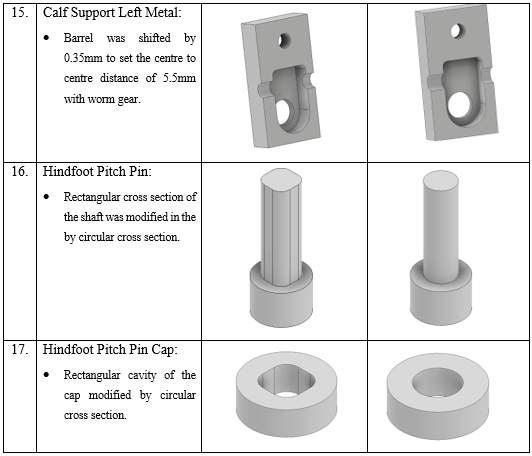 15. Calf Support Left Metal:
• Barrel was shifted by
0.35mm to set the centre to
centre distance of 5.5mm
with worm gear.
16. Hindfoot Pitch Pin:
• Rectangular cross section of
the shaft was modified in the
by circular cross section.
17. Hindfoot Pitch Pin Cap:
• Rectangular cavity of the
cap modified by circular
cross section.